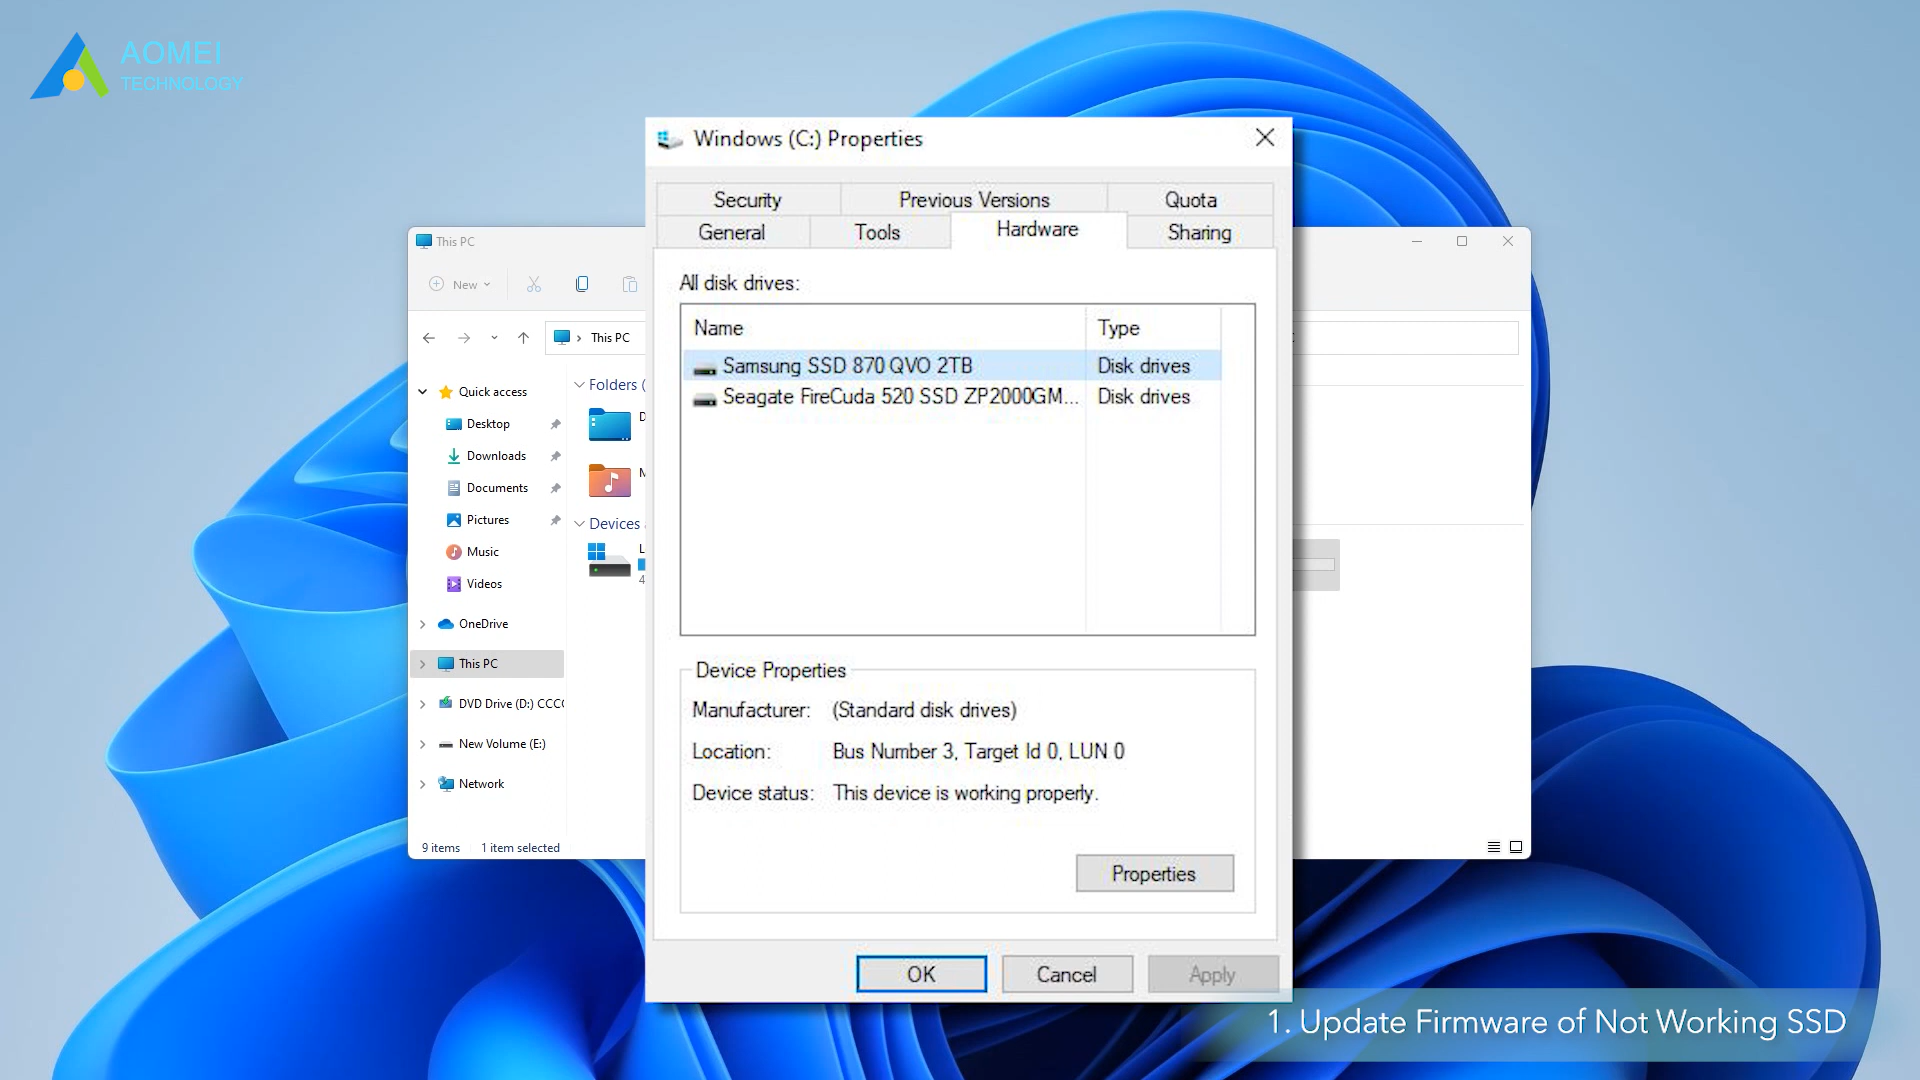 AOMEI
TECHNOLOGY
Windows (C:) Properties
Security
Previous Versions
Quota
General
Tools
Hardware
Sharing
All disk drives:
Name
Type
Samsung SSD 870 QVO 2TB
Disk drives
Seagate FireCuda 520 SSD ZP2000GM...
Disk drives
Device Properties
Manufacturer: (Standard disk drives)
Location: Bus Number 3, Target Id 0, LUN 0
Device status: This device is working properly.
Properties
OK
Cancel
Apply
This PC
New
This PC
Quick access
Desktop
Downloads
Documents
Pictures
Music
Videos
OneDrive
This PC
DVD Drive (D:) CCC
New Volume (E:)
Network
Folders (
D
M
Devices
L
4
9 items
1 item selected
1. Update Firmware of Not Working SSD